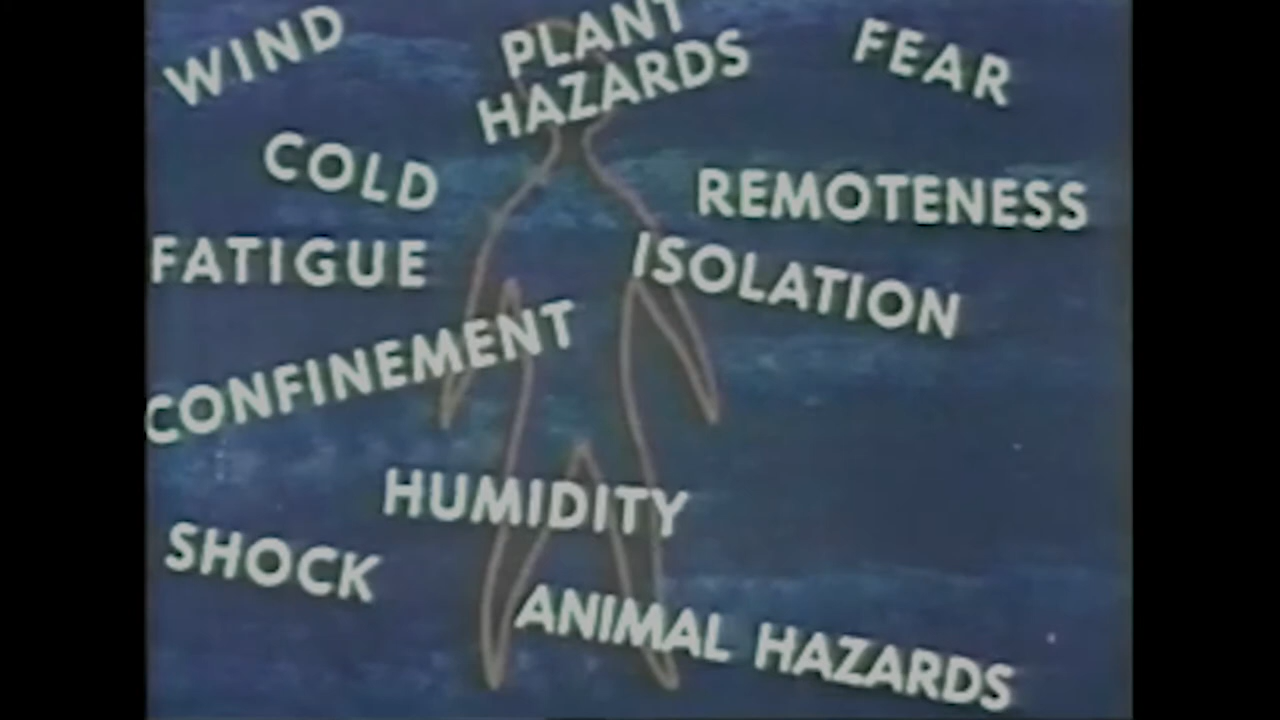 WIND
PLANT
HAZARDS
FEAR
COLD
REMOTENESS
FATIGUE
ISOLATION
CONFINEMENT
HUMIDITY
SHOCK
ANIMAL HAZARDS